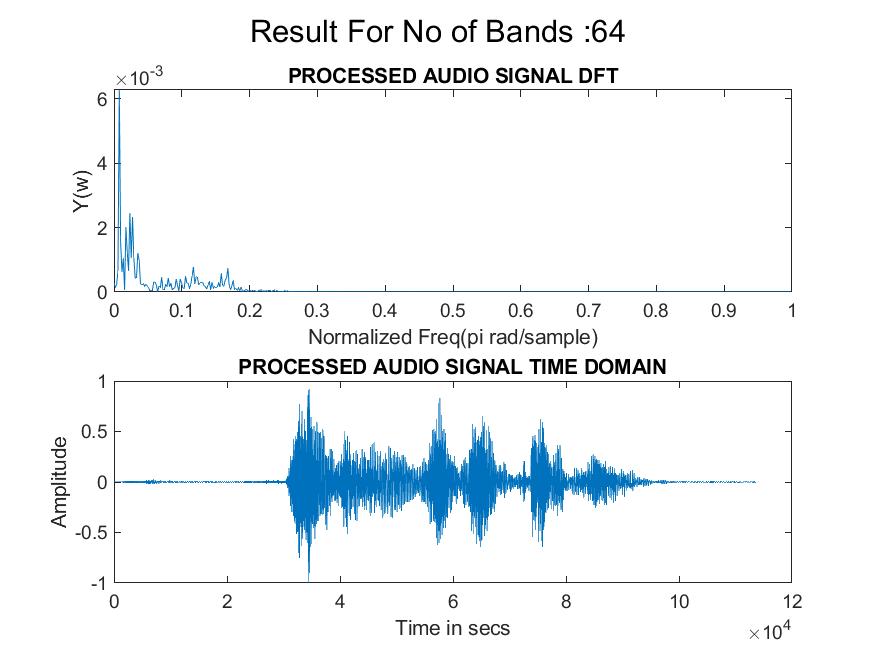 Result For No of Bands :64
×10-3
PROCESSED AUDIO SIGNAL DFT
6
4
2
0
Y(w)
0 0.1 0.2 0.3 0.4 0.5 0.6 0.7 0.8 0.9 1
Normalized Freq(pi rad/sample)
PROCESSED AUDIO SIGNAL TIME DOMAIN
1
0.5
0
-0.5
-1
Amplitude
0 2 4 6 8 10 12
Time in secs
×104